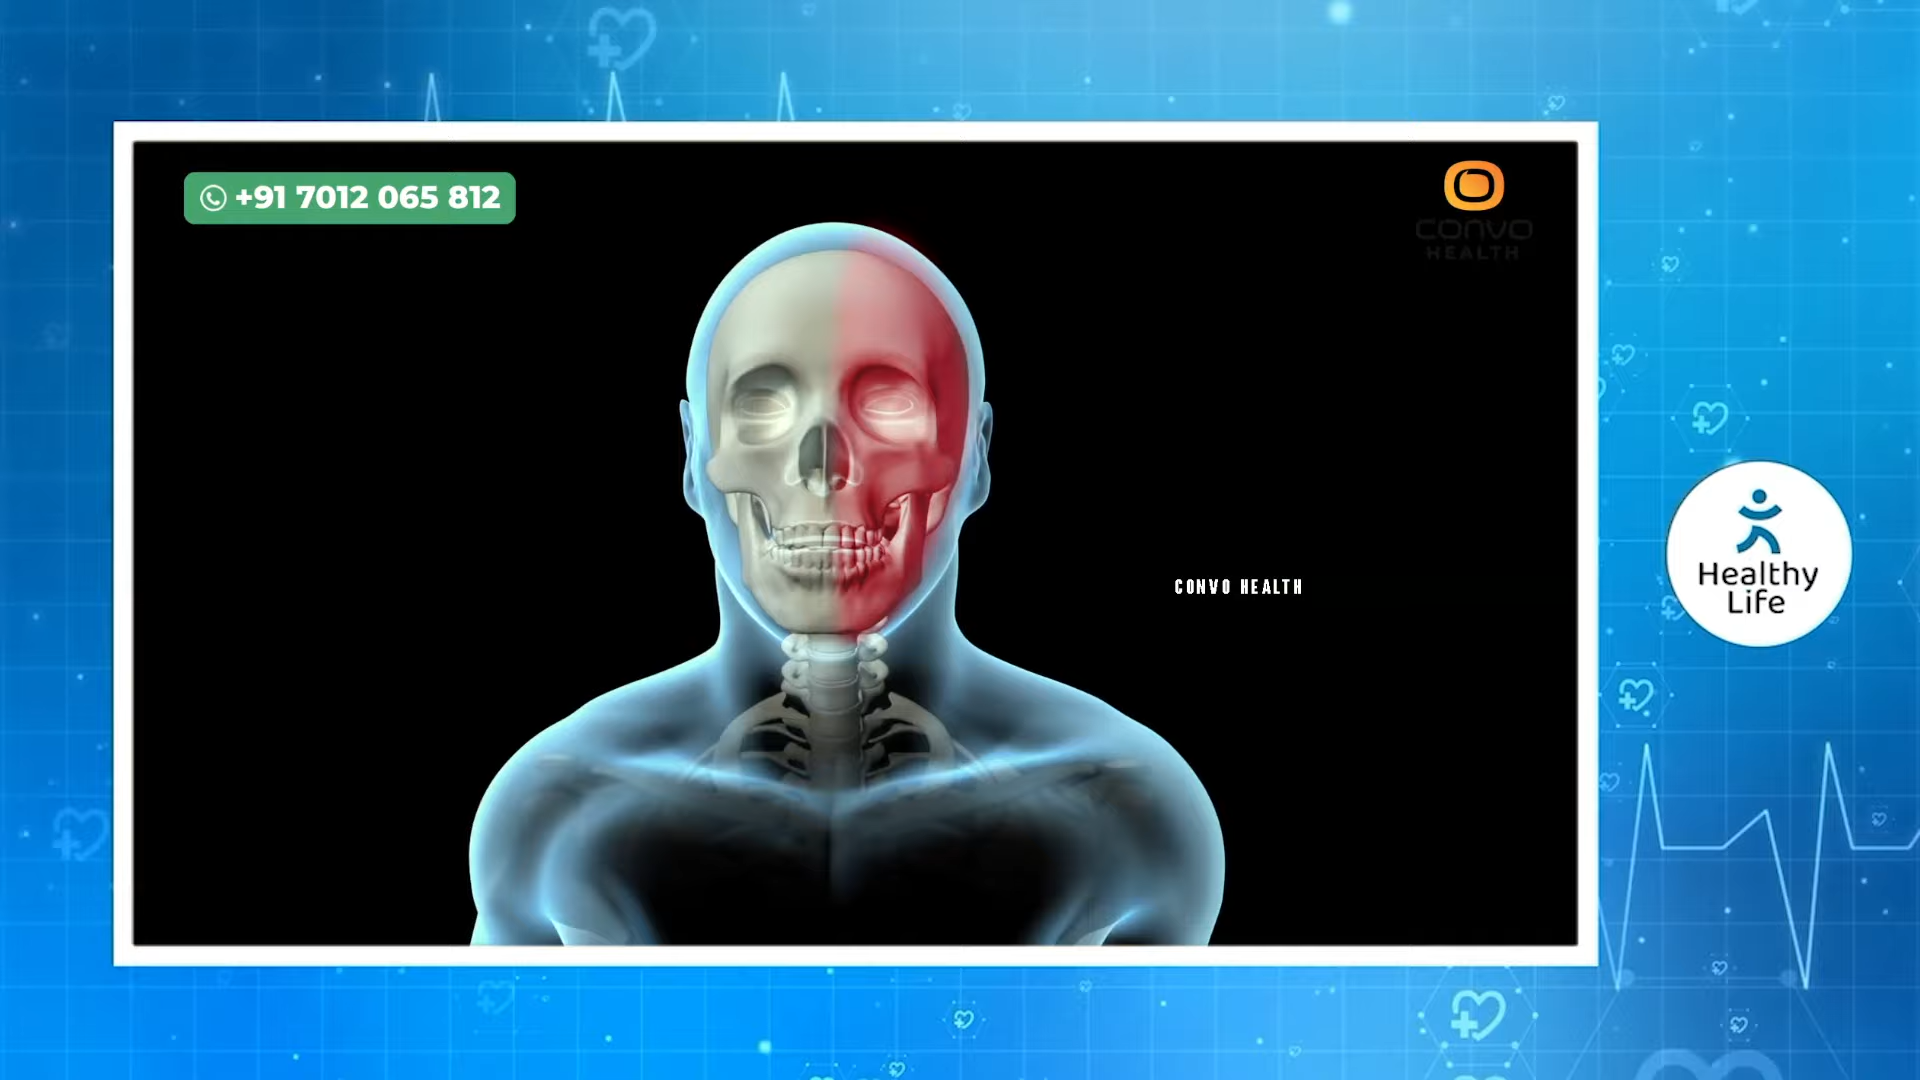 +91 7012 065 812
CONVO
HEALTH
CONVO HEALTH
Healthy
Life